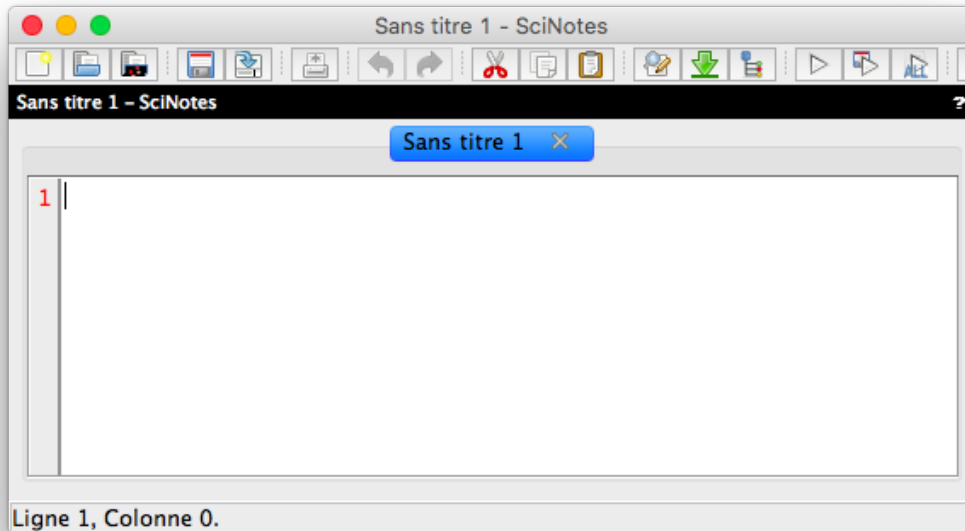 Sans titre 1 - SciNotes
Sans titre 1 – SciNotes ?
Sans titre 1
1
Ligne 1, Colonne 0.